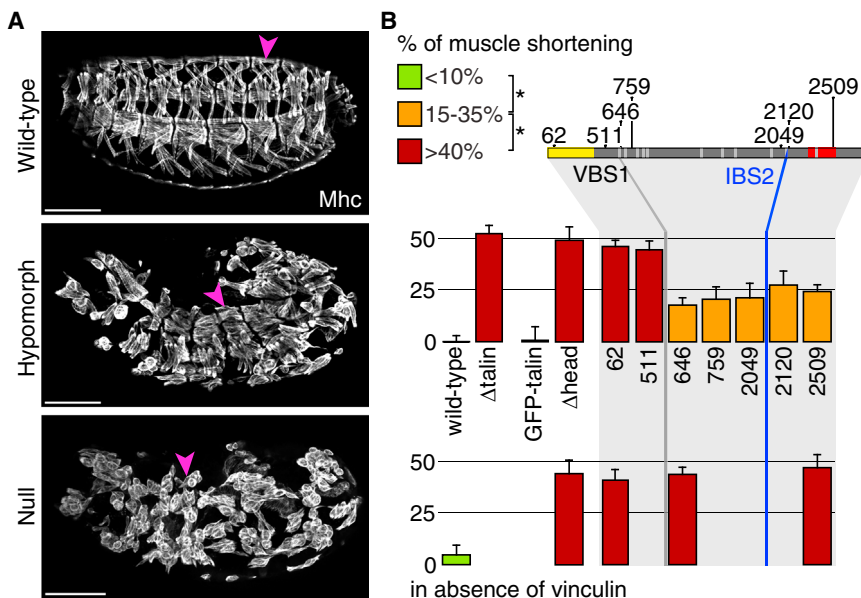 A
Wild-type
Mhc
Hypomorph
Null
B
% of muscle shortening
<10%
15-35%
>40%
*
*
62
511
646
759
2049
2120
2509
VBS1
IBS2
50
25
0
wild-type
Δtalin
GFP-talin
Δhead
62
511
646
759
2049
2120
2509
50
25
0
in absence of vinculin